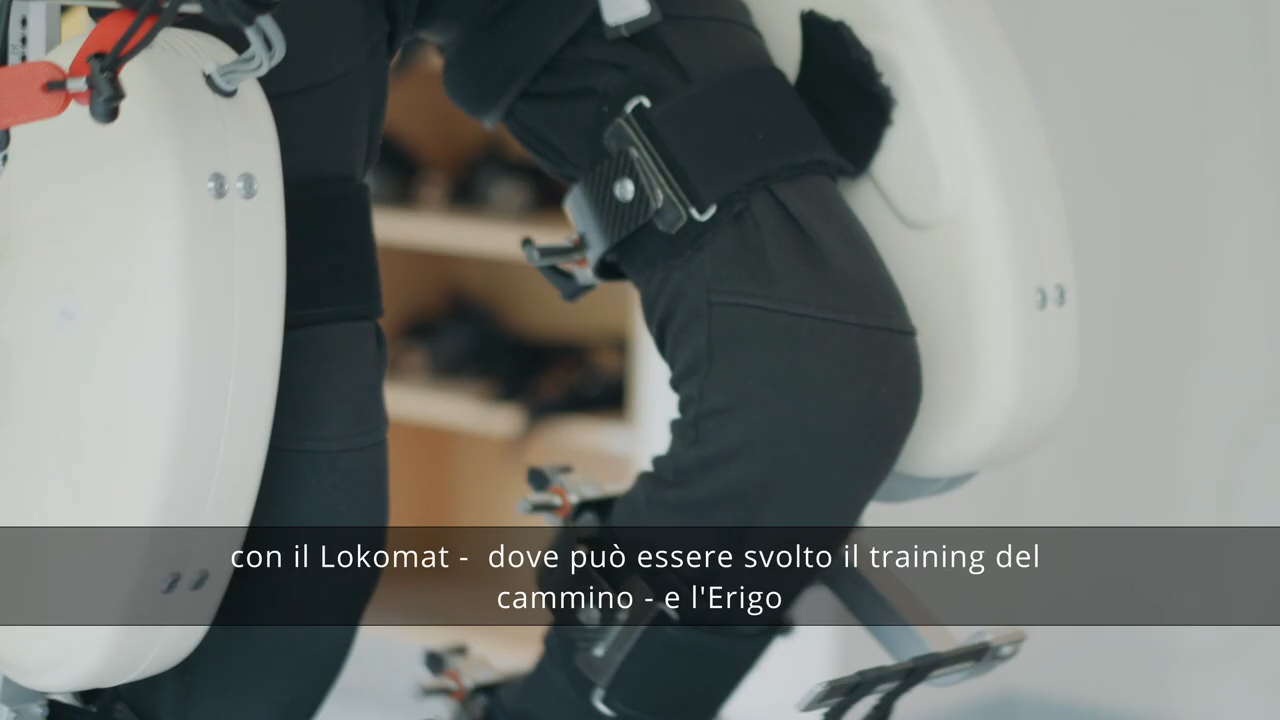 con il Lokomat -  dove può essere svolto il training del
cammino - e l'Erigo